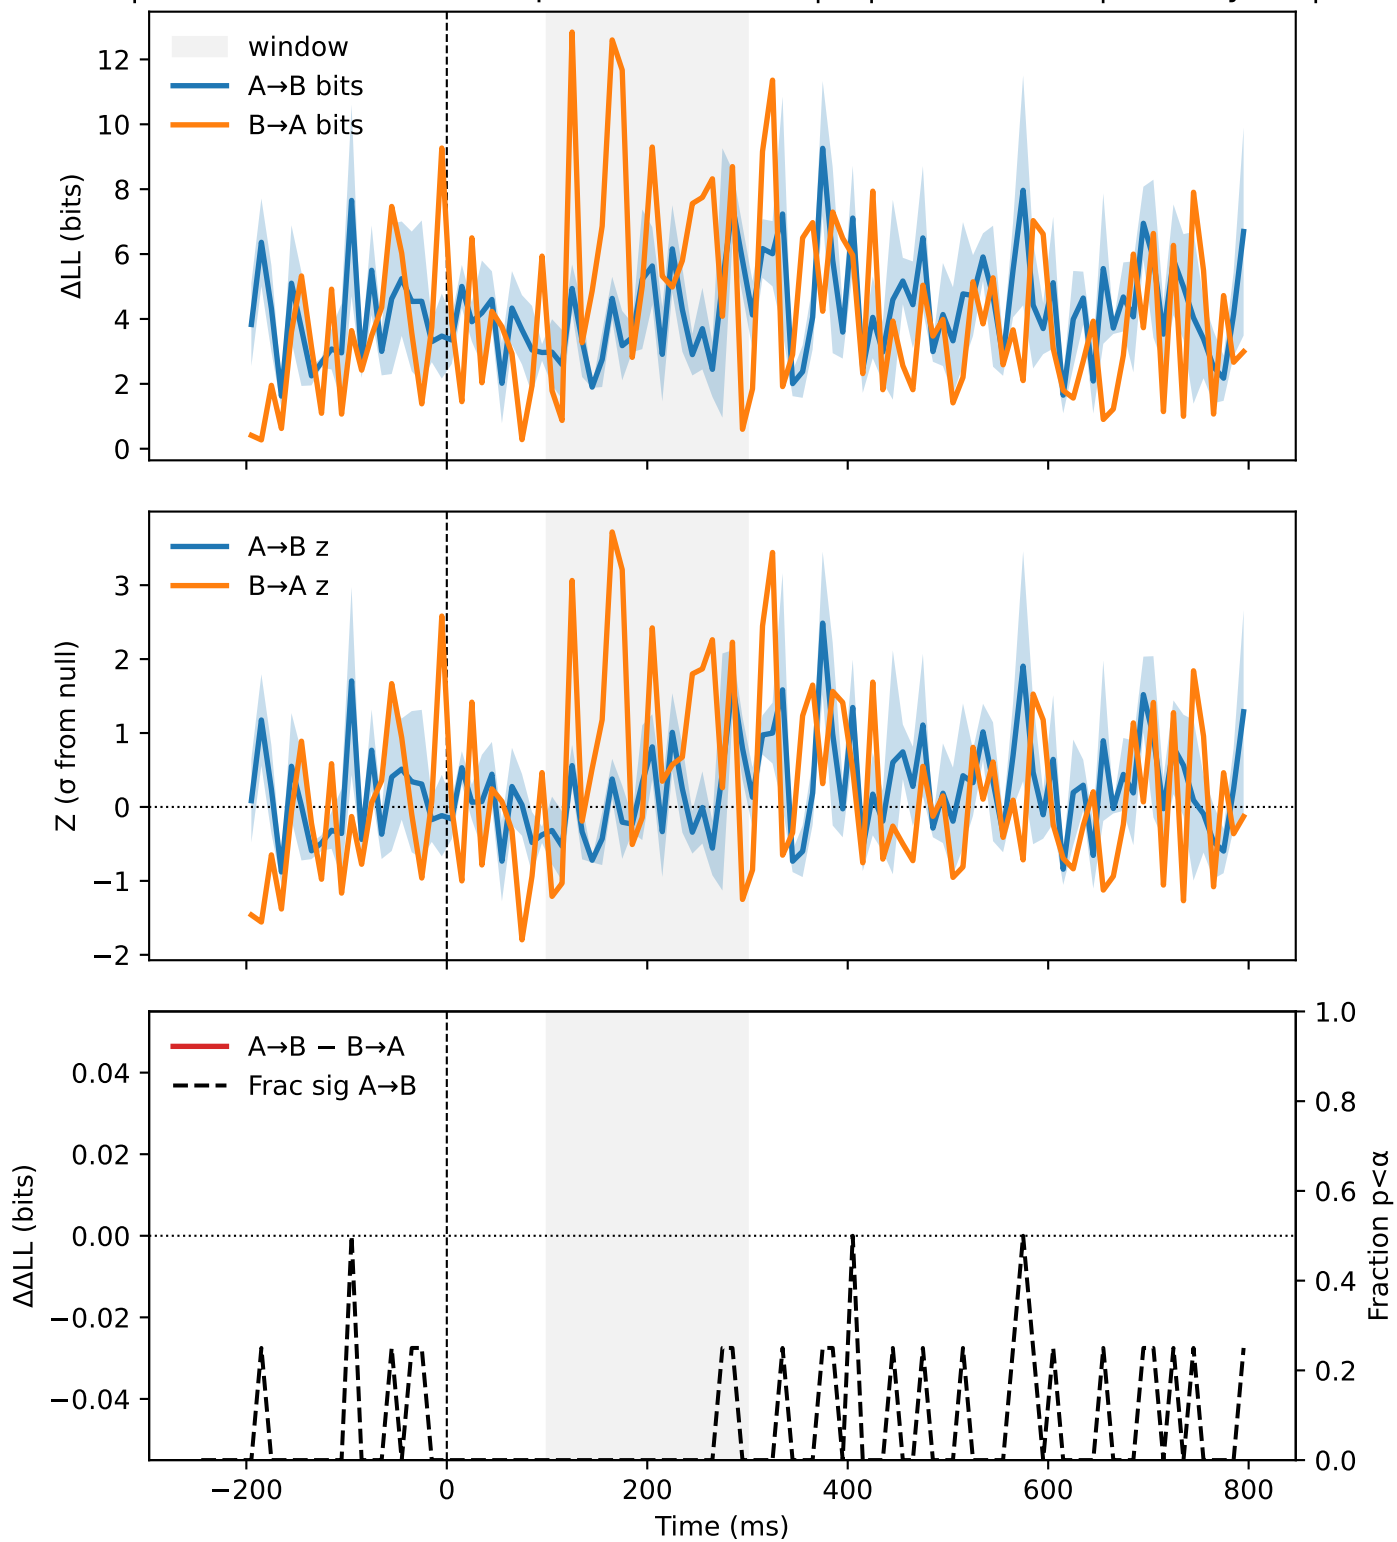 window
A→B bits
B→A bits
ΔLL (bits)
12
10
8
6
4
2
0
A→B z
B→A z
Z (σ from null)
3
2
1
0
−1
−2
A→B − B→A
Frac sig A→B
ΔΔLL (bits)
0.04
0.02
0.00
−0.02
−0.04
1.0
0.8
0.6
0.4
0.2
0.0
Fraction p<α
−200 0 200 400 600 800
Time (ms)